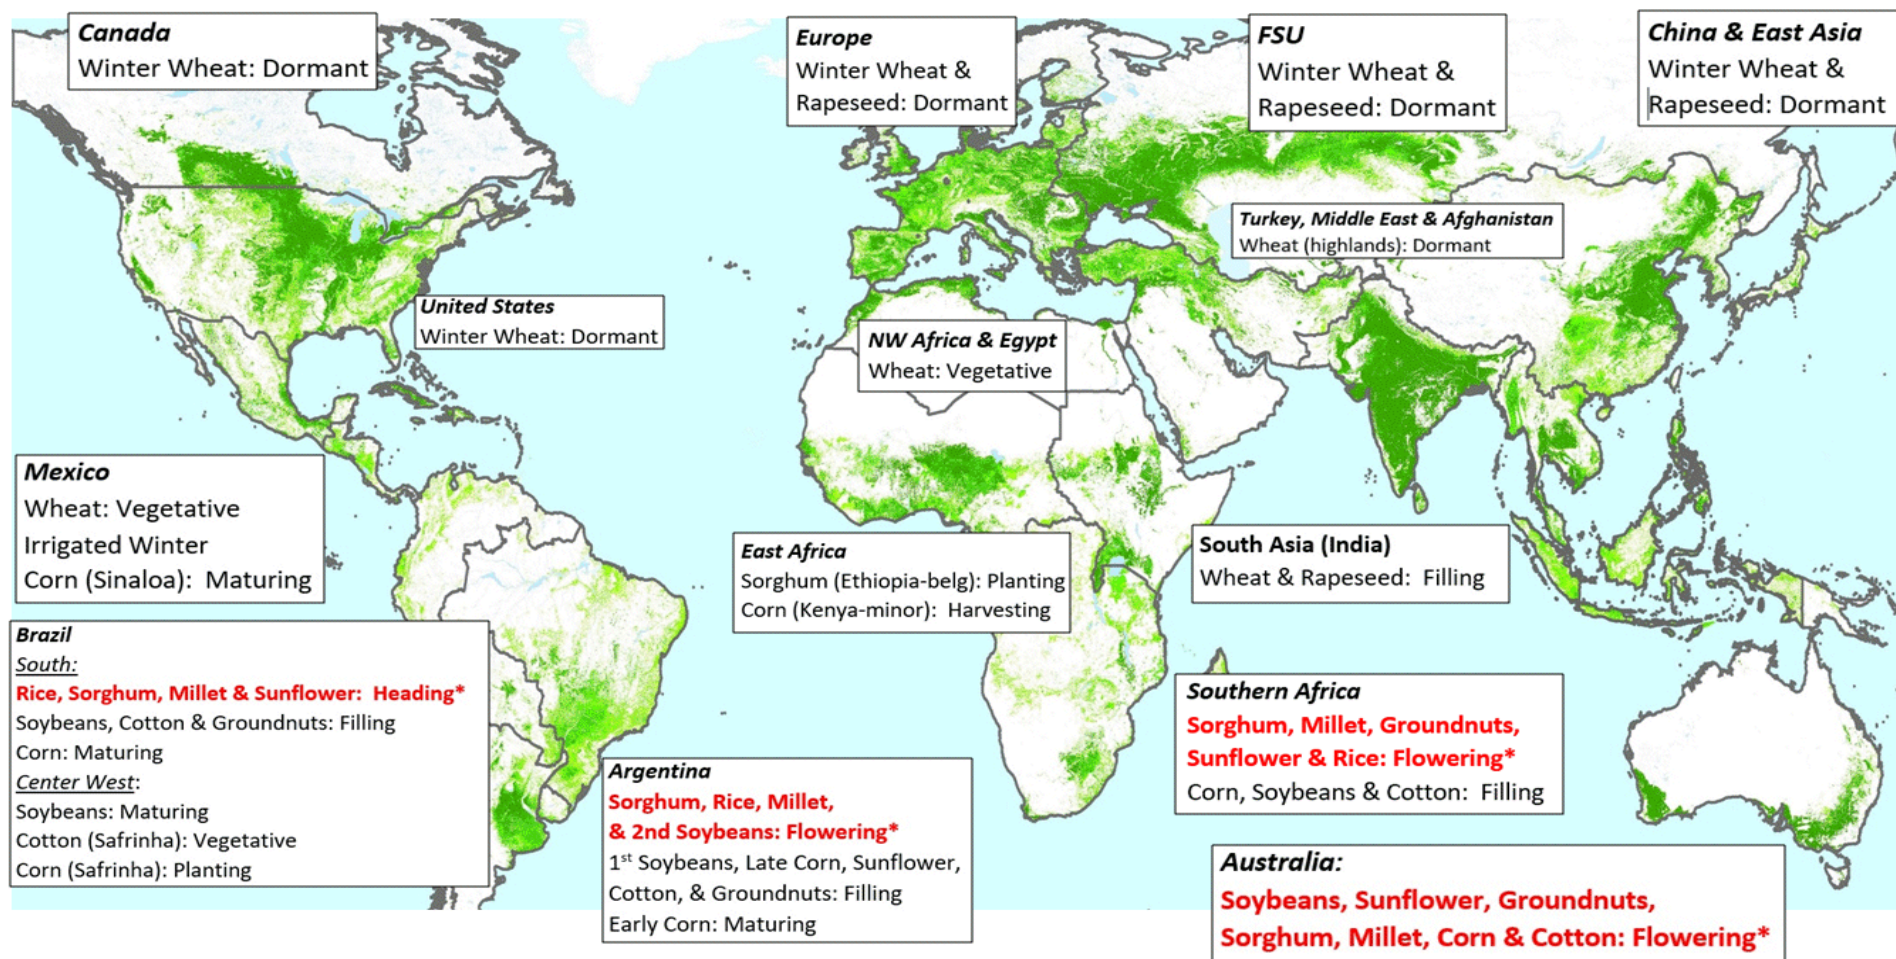 Canada
Winter Wheat: Dormant
Europe
Winter Wheat &
Rapeseed: Dormant
FSU
Winter Wheat &
Rapeseed: Dormant
China & East Asia
Winter Wheat &
Rapeseed: Dormant
Turkey, Middle East & Afghanistan
Wheat (highlands): Dormant
United States
Winter Wheat: Dormant
NW Africa & Egypt
Wheat: Vegetative
Mexico
Wheat: Vegetative
Irrigated Winter
Corn (Sinaloa): Maturing
East Africa
Sorghum (Ethiopia-belg): Planting
Corn (Kenya-minor): Harvesting
South Asia (India)
Wheat & Rapeseed: Filling
Brazil
South:
Rice, Sorghum, Millet & Sunflower: Heading*
Soybeans, Cotton & Groundnuts: Filling
Corn: Maturing
Center West:
Soybeans: Maturing
Cotton (Safrinha): Vegetative
Corn (Safrinha): Planting
Argentina
Sorghum, Rice, Millet,
& 2nd Soybeans: Flowering*
1st Soybeans, Late Corn, Sunflower,
Cotton, & Groundnuts: Filling
Early Corn: Maturing
Southern Africa
Sorghum, Millet, Groundnuts,
Sunflower & Rice: Flowering*
Corn, Soybeans & Cotton: Filling
Australia:
Soybeans, Sunflower, Groundnuts,
Sorghum, Millet, Corn & Cotton: Flowering*